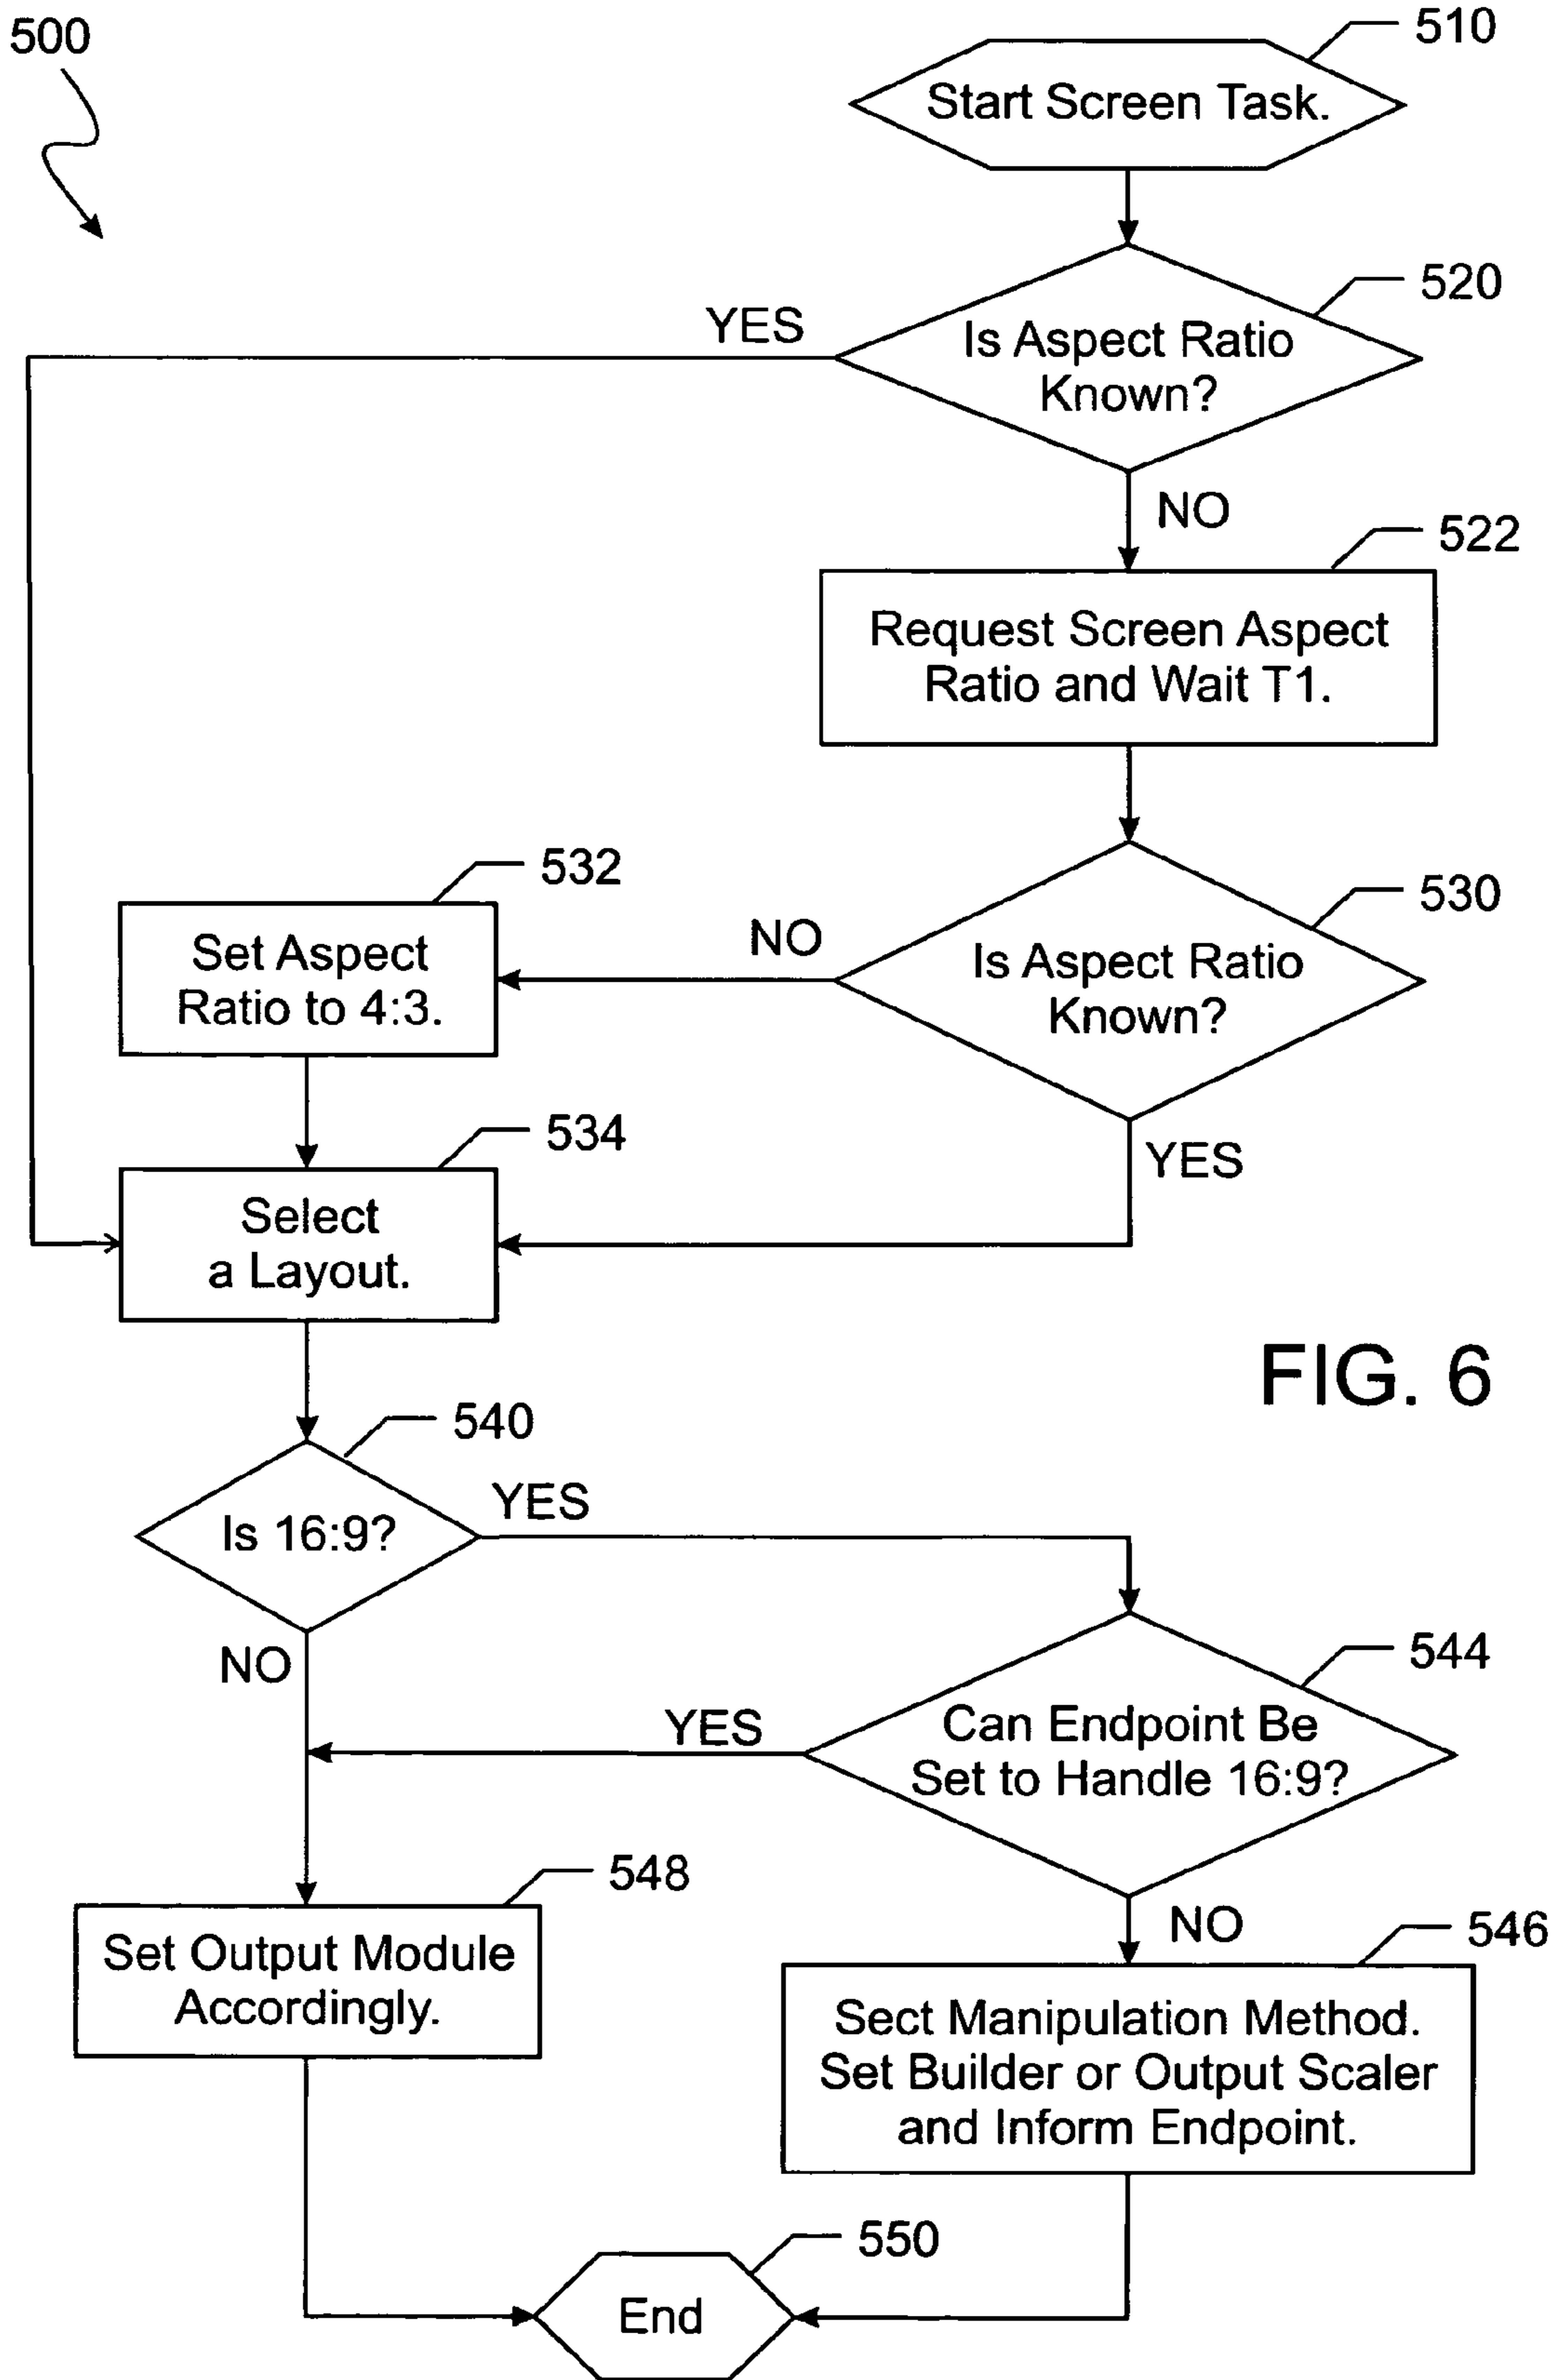 500
510
Start Screen Task.
520
YES
Is Aspect Ratio
Known?
NO
522
Request Screen Aspect
Ratio and Wait T1.
532
530
Set Aspect
Ratio to 4:3.
NO
Is Aspect Ratio
Known?
534
YES
Select
a Layout.
FIG. 6
540
YES
Is 16:9?
NO
544
YES
Can Endpoint Be
Set to Handle 16:9?
548
NO
546
Set Output Module
Accordingly.
Sect Manipulation Method.
Set Builder or Output Scaler
and Inform Endpoint.
550
End